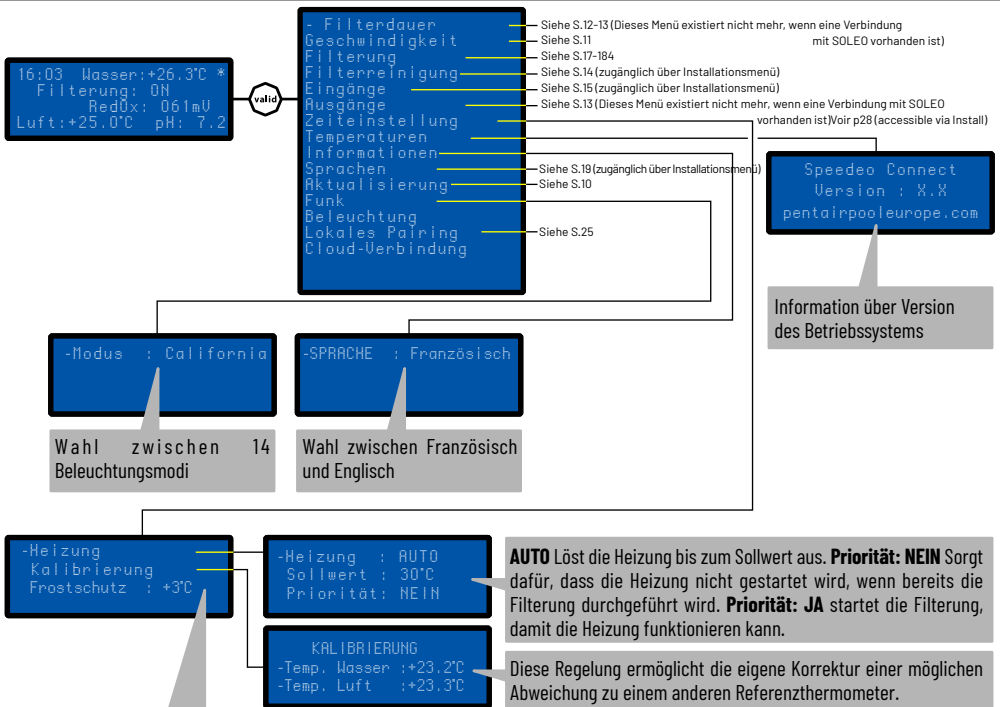 - Filterdauer
Geschwindigkeit
Filterung
Filterreinigung
Eingänge
Ausgänge
Zeiteinstellung
Temperaturen
Informationen
Sprachen
Aktualisierung
Funk
Beleuchtung
Lokales Pairing
Cloud-Verbindung
Siehe S.12-13 (Dieses Menü existiert nicht mehr, wenn eine Verbindung
mit SOLEO vorhanden ist)
Siehe S.11
Siehe S.17-184
Siehe S.14 (zugänglich über Installationsmenü)
Siehe S.15 (zugänglich über Installationsmenü)
Siehe S.13 (Dieses Menü existiert nicht mehr, wenn eine Verbindung mit SOLEO
vorhanden ist)Voir p28 (accessible via Install)
Siehe S.19 (zugänglich über Installationsmenü)
Siehe S.10
Siehe S.25
16:03 Wasser:+26.3°C *
Filterung: ON
RedOx: 061mV
Luft:+25.0°C pH: 7.2
valid
Speedeo Connect
Version : X.X
pentairpooleurope.com
Information über Version
des Betriebssystems
-Modus : California
Wahl zwischen 14
Beleuchtungsmodi
-SPRACHE : Französisch
Wahl zwischen Französisch
und Englisch
-Heizung
Kalibrierung
Frostschutz : +3°C
-Heizung : AUTO
Sollwert : 30°C
Priorität: NEIN
AUTO Löst die Heizung bis zum Sollwert aus. Priorität: NEIN Sorgt
dafür, dass die Heizung nicht gestartet wird, wenn bereits die
Filterung durchgeführt wird. Priorität: JA startet die Filterung,
damit die Heizung funktionieren kann.
KALIBRIERUNG
-Temp. Wasser :+23.2°C
-Temp. Luft :+23.3°C
Diese Regelung ermöglicht die eigene Korrektur einer möglichen
Abweichung zu einem anderen Referenzthermometer.